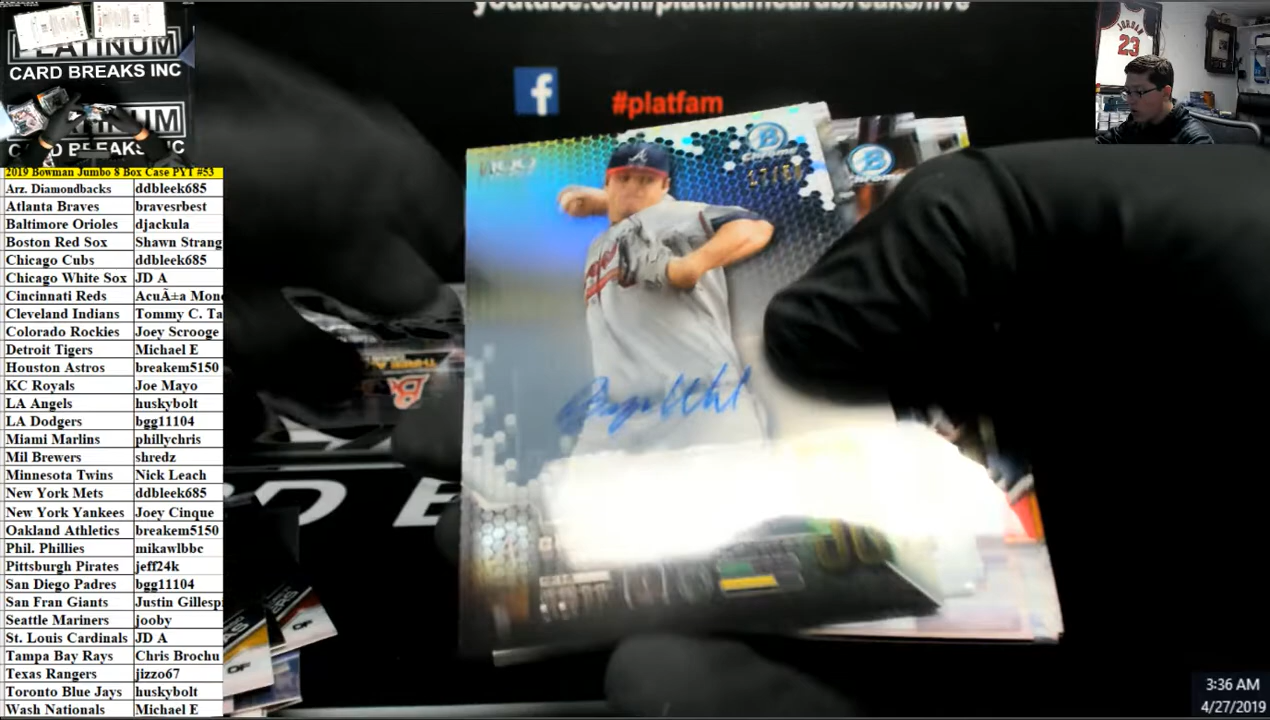 youtube.com/platinumcardbreaks/live
#platfam
PLATINUM
CARD BREAKS INC
2019 Bowman Jumbo 8 Box Case PYT #53
Arz. Diamondbacks ddbleek685
Atlanta Braves bravesrbest
Baltimore Orioles djackula
Boston Red Sox Shawn Strang
Chicago Cubs ddbleek685
Chicago White Sox JD A
Cincinnati Reds AcuÃ±a Mon
Cleveland Indians Tommy C. Ta
Colorado Rockies Joey Scrooge
Detroit Tigers Michael E
Houston Astros breakem5150
KC Royals Joe Mayo
LA Angels huskybolt
LA Dodgers bgg11104
Miami Marlins phillychris
Mil Brewers shredz
Minnesota Twins Nick Leach
New York Mets ddbleek685
New York Yankees Joey Cinque
Oakland Athletics breakem5150
Phil. Phillies mikawlbbc
Pittsburgh Pirates jeff24k
San Diego Padres bgg11104
San Fran Giants Justin Gillesp
Seattle Mariners jooby
St. Louis Cardinals JD A
Tampa Bay Rays Chris Brochu
Texas Rangers jizzo67
Toronto Blue Jays huskybolt
Wash Nationals Michael E
JORDAN
23
Chrome
3:36 AM
4/27/2019